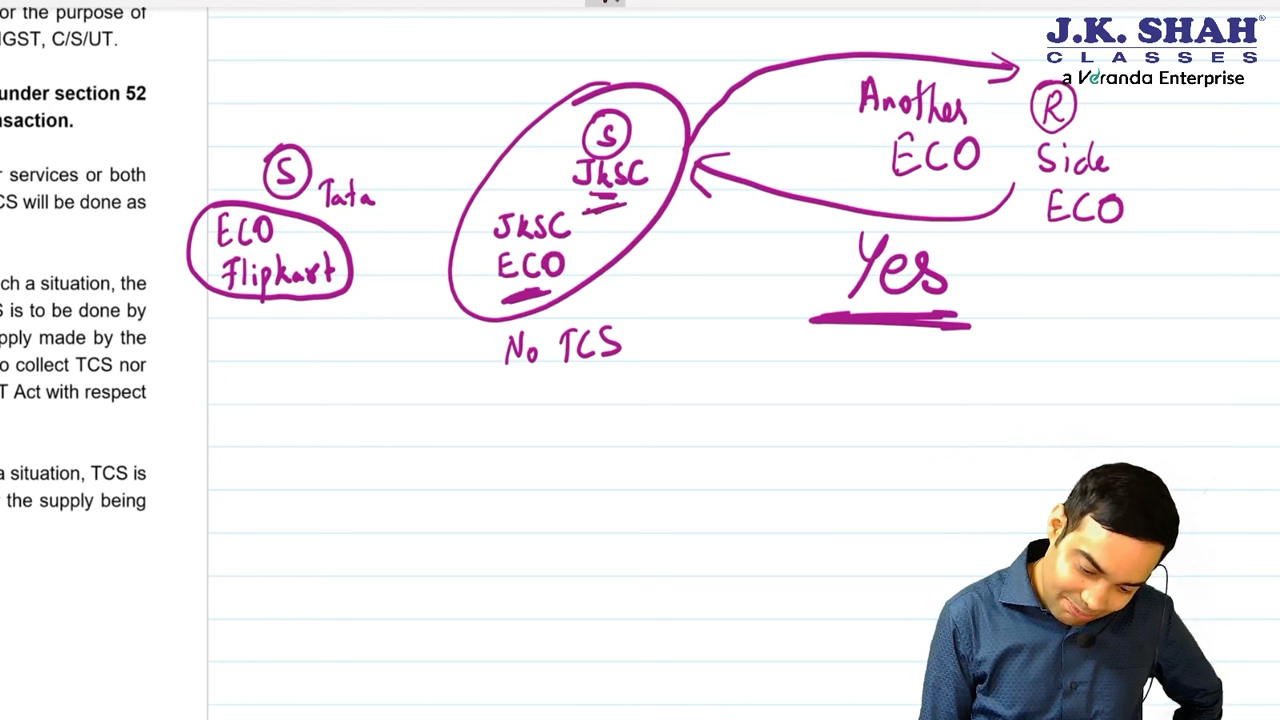 or the purpose of
IGST, C/S/UT.
under section 52
nsaction.
r services or both
CS will be done as
ch a situation, the
S is to be done by
pply made by the
o collect TCS nor
T Act with respect
a situation, TCS is
the supply being
S
Tata
ECO
Flipkart
S
JKSC
JKSC
ECO
No TCS
Another
ECO
Yes
R
Side
ECO
J.K. SHAH®
CLASSES
a Veranda Enterprise